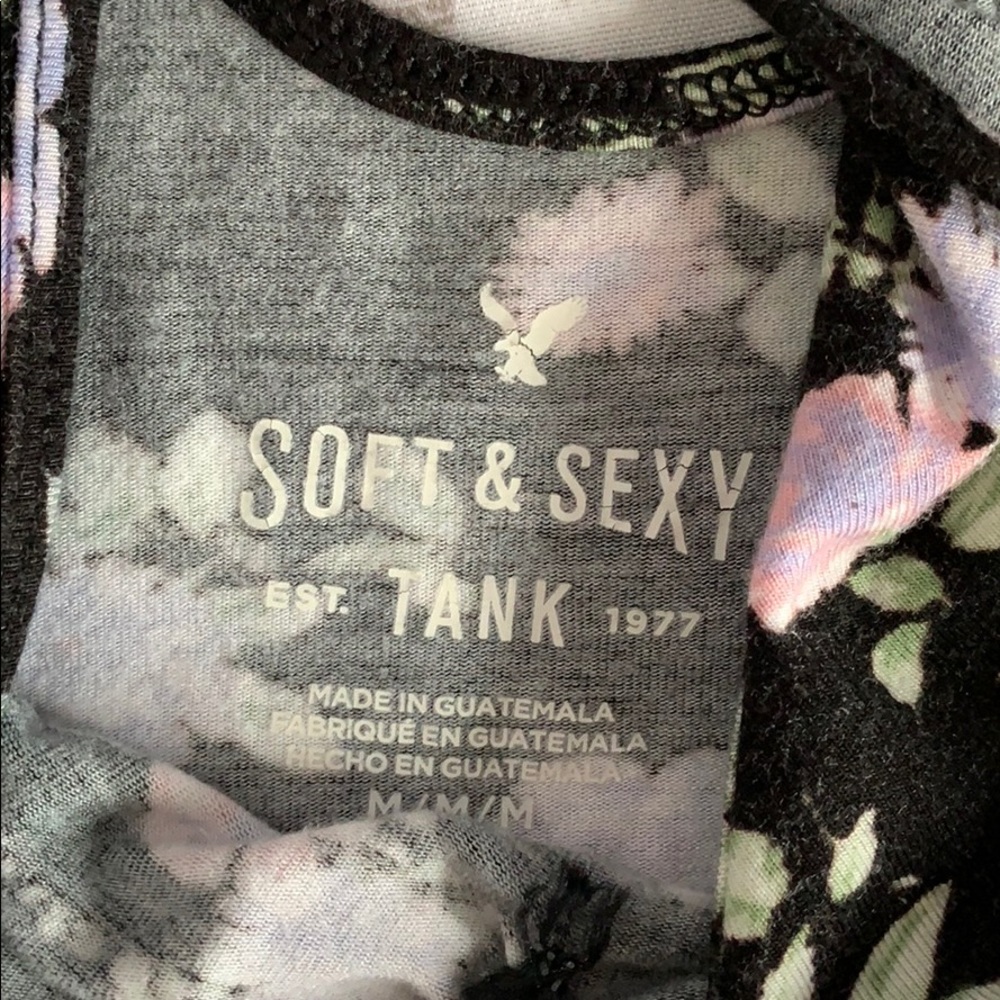 SOFT & SEXY
EST. TANK 1977
MADE IN GUATEMALA
FABRIQUÉ EN GUATEMALA
HECHO EN GUATEMALA
M/M/M